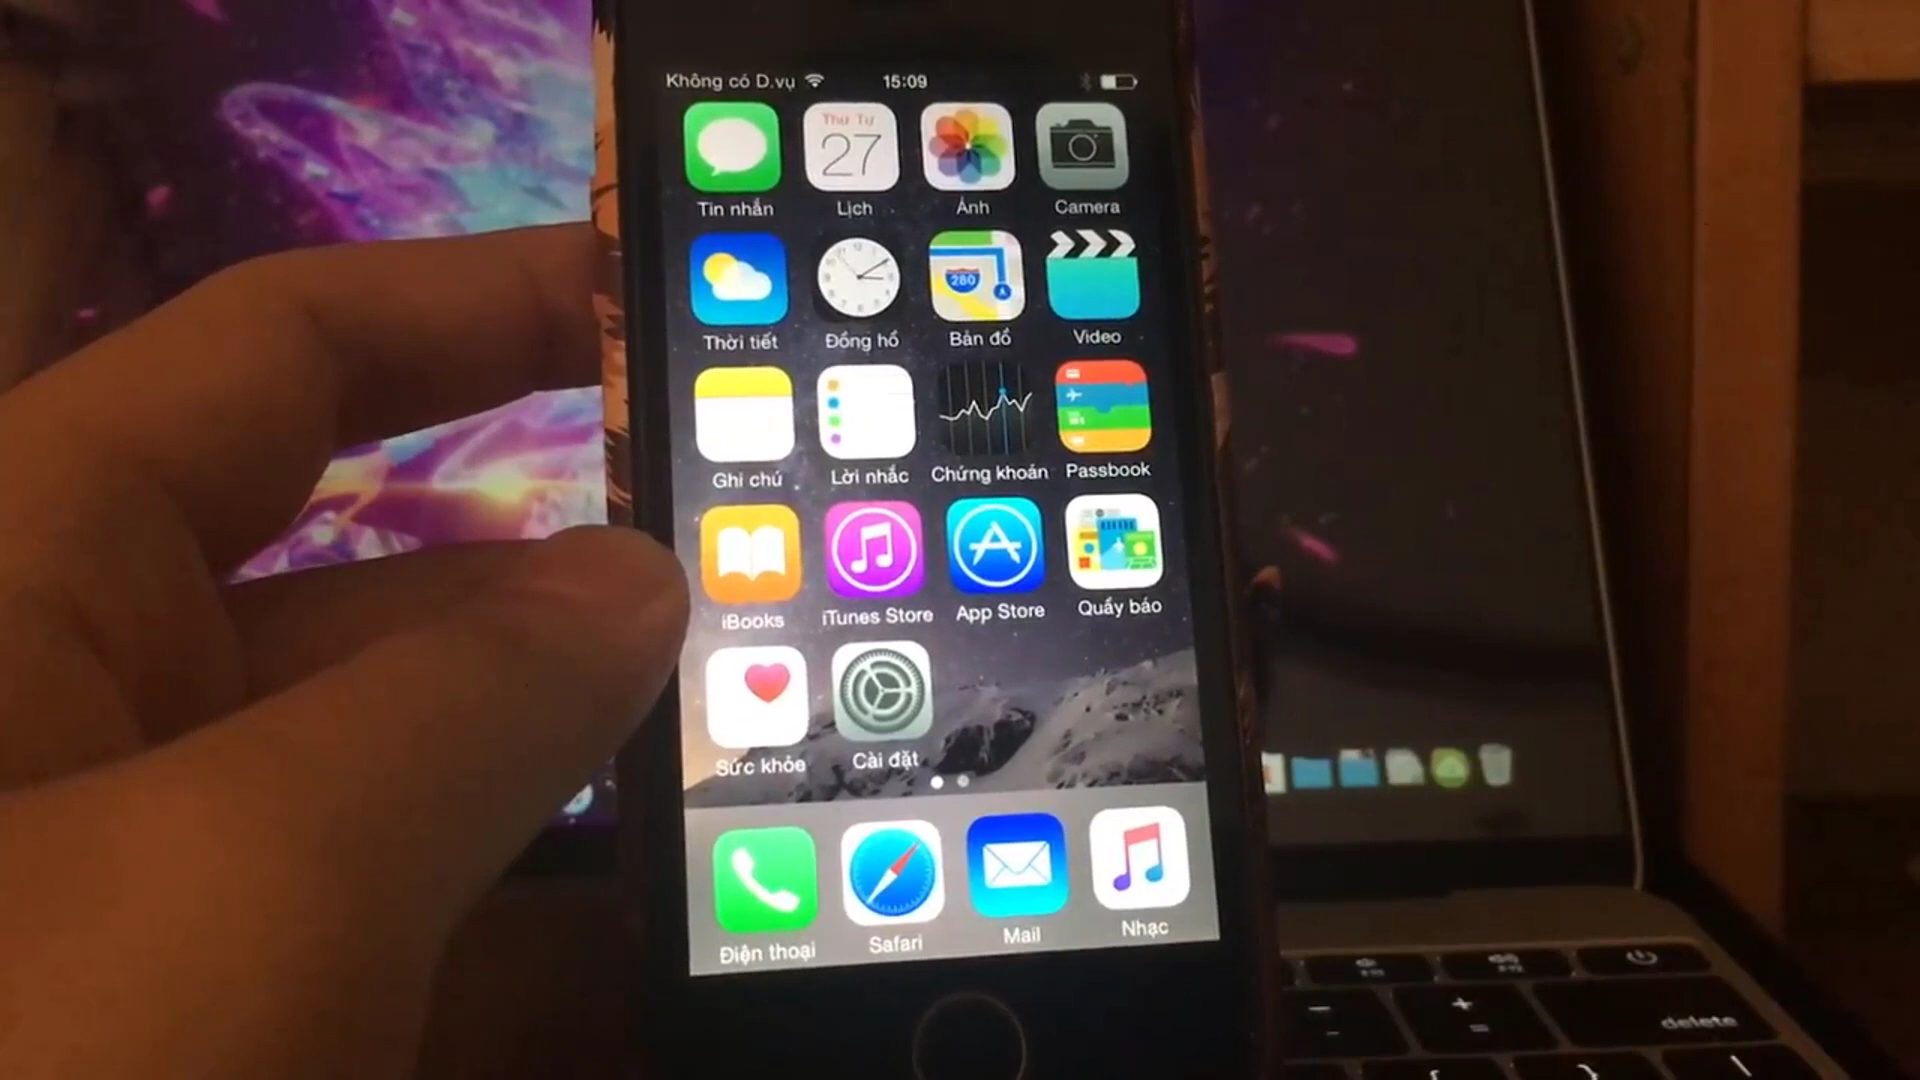 Không có D.vụ 15:09
Thứ Tư
27
Tin nhắn Lịch Ảnh Camera
280
Thời tiết Đồng hồ Bản đồ Video
Ghi chú Lời nhắc Chứng khoán Passbook
iBooks iTunes Store App Store Quầy báo
Sức khỏe Cài đặt
Điện thoại Safari Mail Nhạc
delete